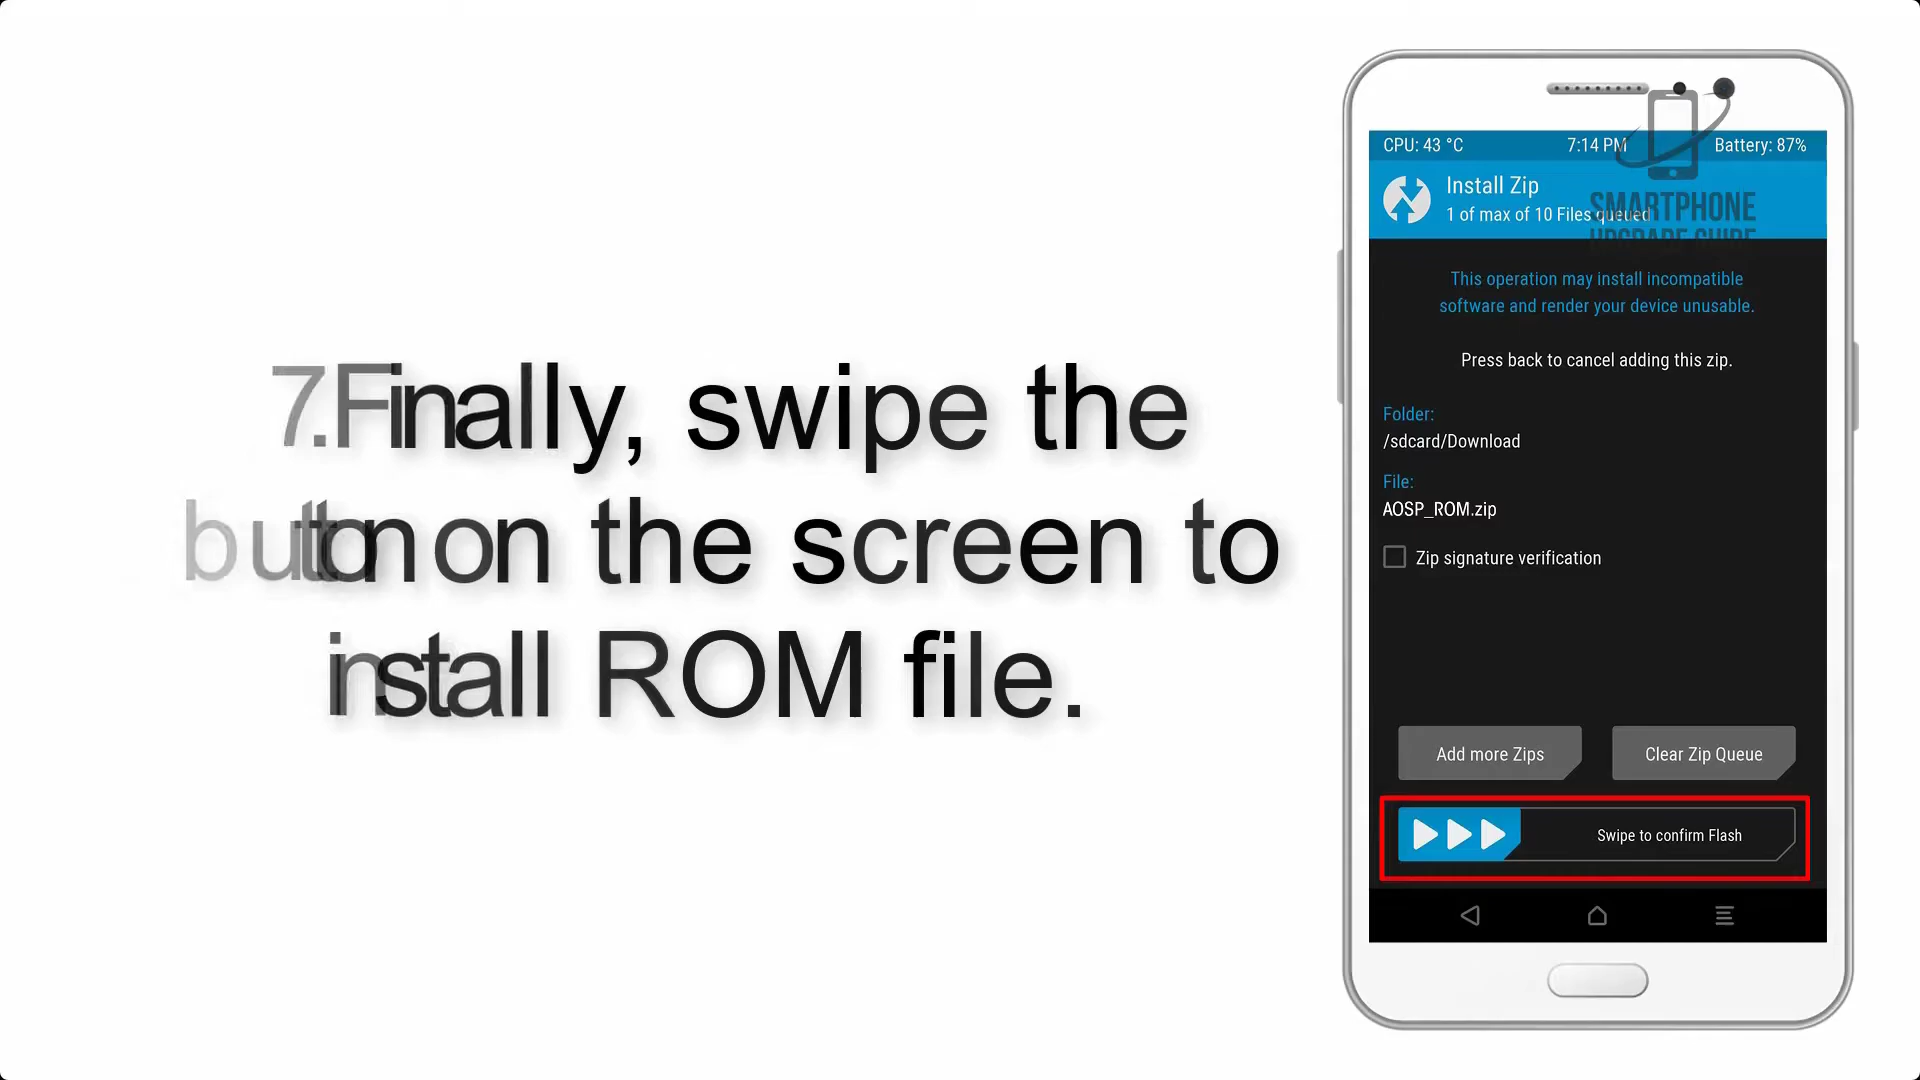 7.Finally, swipe the
button on the screen to
install ROM file.
CPU: 43 °C 7:14 PM Battery: 87%
Install Zip
1 of max of 10 Files queued
SMARTPHONE
UPGRADE GUIDE
This operation may install incompatible
software and render your device unusable.
Press back to cancel adding this zip.
Folder:
/sdcard/Download
File:
AOSP_ROM.zip
Zip signature verification
Add more Zips Clear Zip Queue
Swipe to confirm Flash